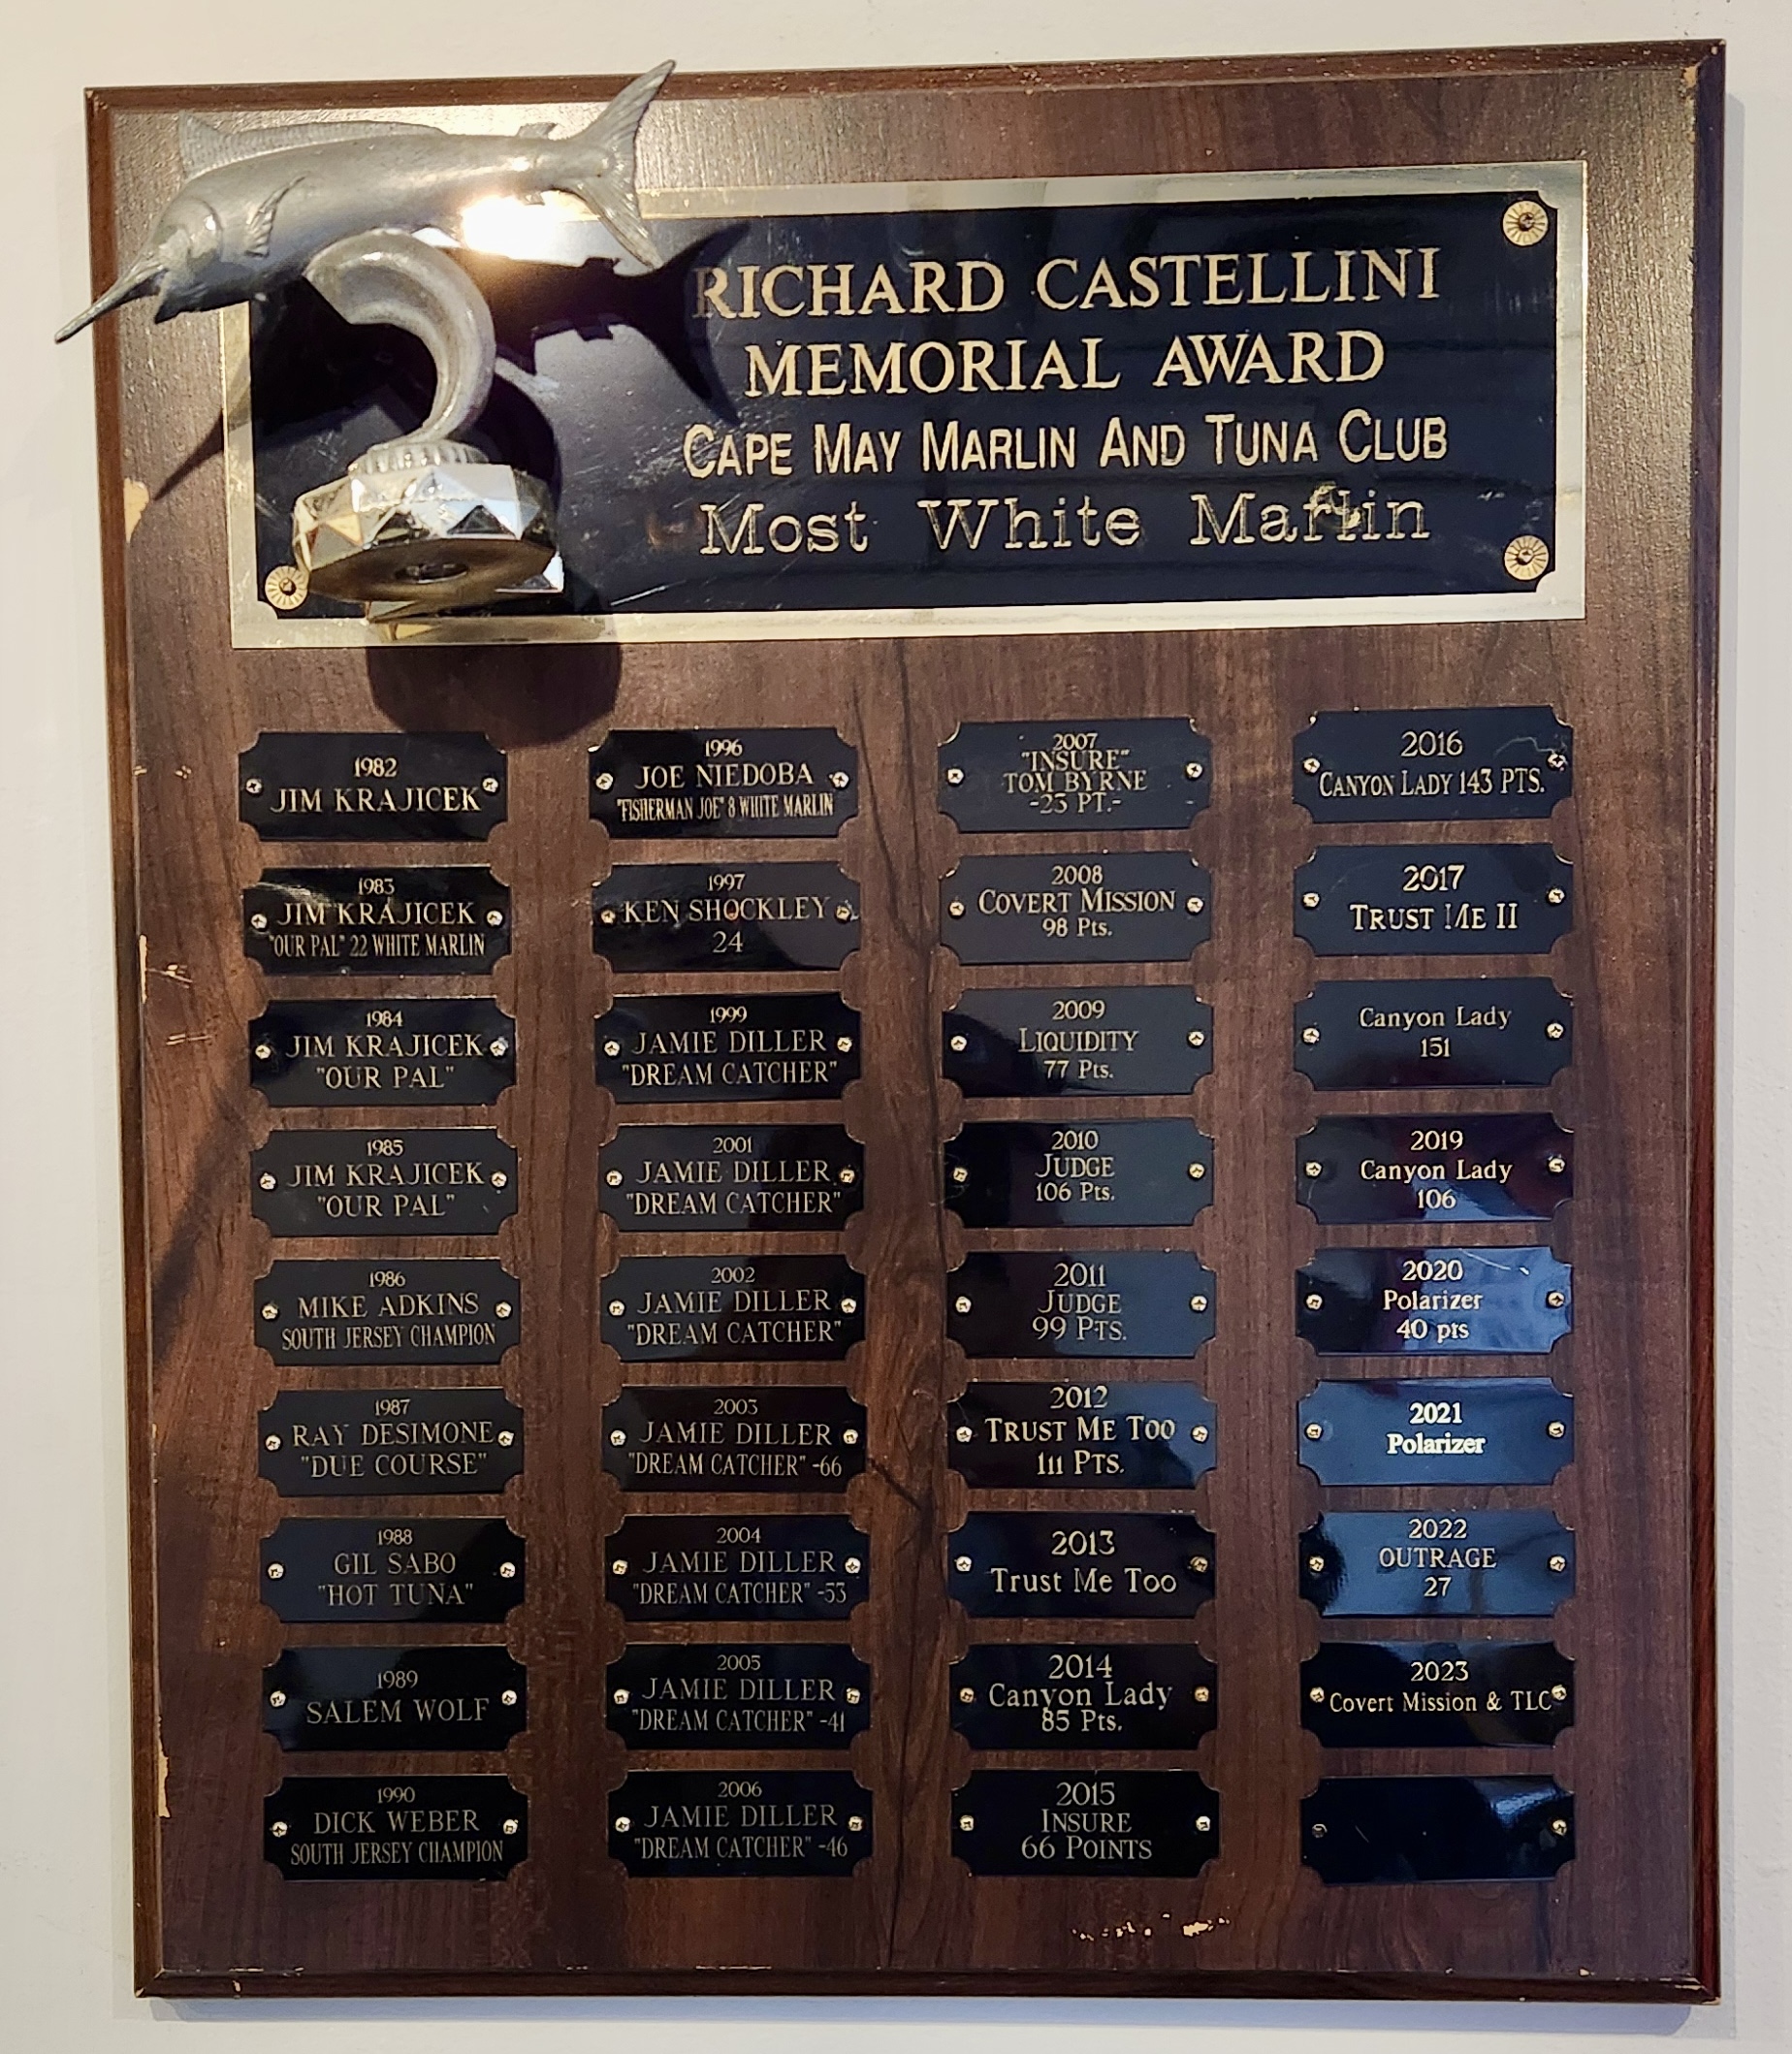 RICHARD CASTELLINI
MEMORIAL AWARD
CAPE MAY MARLIN AND TUNA CLUB
Most White Marlin
1982
JIM KRAJICEK
1983
JIM KRAJICEK
"OUR PAL" 22 WHITE MARLIN
1984
JIM KRAJICEK
"OUR PAL"
1985
JIM KRAJICEK
"OUR PAL"
1986
MIKE ADKINS
SOUTH JERSEY CHAMPION
1987
RAY DESIMONE
"DUE COURSE"
1988
GIL SABO
"HOT TUNA"
1989
SALEM WOLF
1990
DICK WEBER
SOUTH JERSEY CHAMPION
1996
JOE NIEDOBA
"FISHERMAN JOE" 8 WHITE MARLIN
1997
KEN SHOCKLEY
24
1999
JAMIE DILLER
"DREAM CATCHER"
2001
JAMIE DILLER
"DREAM CATCHER"
2002
JAMIE DILLER
"DREAM CATCHER"
2003
JAMIE DILLER
"DREAM CATCHER" -66
2004
JAMIE DILLER
"DREAM CATCHER" -53
2005
JAMIE DILLER
"DREAM CATCHER" -41
2006
JAMIE DILLER
"DREAM CATCHER" -46
2007
"INSURE"
TOM BYRNE
-23 PT.-
2008
COVERT MISSION
98 Pts.
2009
LIQUIDITY
77 Pts.
2010
JUDGE
106 Pts.
2011
JUDGE
99 PTS.
2012
TRUST ME TOO
111 PTS.
2013
Trust Me Too
2014
Canyon Lady
85 Pts.
2015
INSURE
66 POINTS
2016
CANYON LADY 143 PTS.
2017
TRUST ME II
Canyon Lady
151
2019
Canyon Lady
106
2020
Polarizer
40 pts
2021
Polarizer
2022
OUTRAGE
27
2023
Covert Mission & TLC